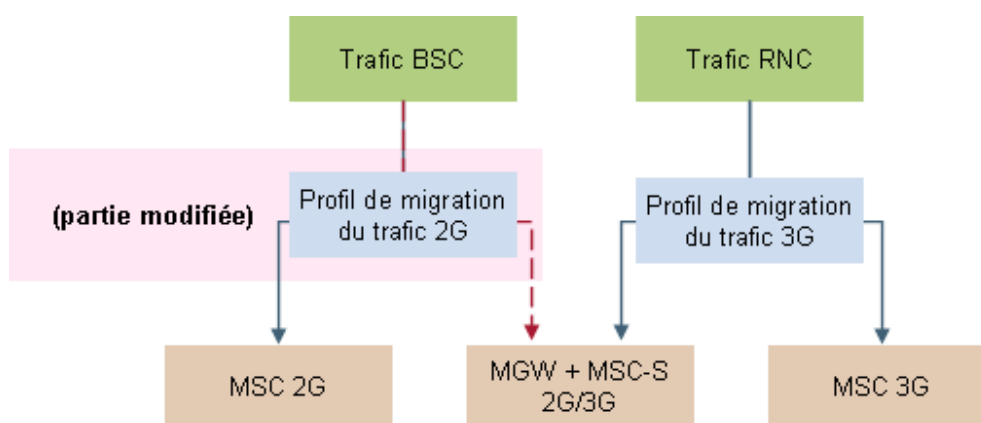 Trafic BSC
Trafic RNC
(partie modifiée)
Profil de migration
du trafic 2G
Profil de migration
du trafic 3G
MSC 2G
MGW + MSC-S
2G/3G
MSC 3G